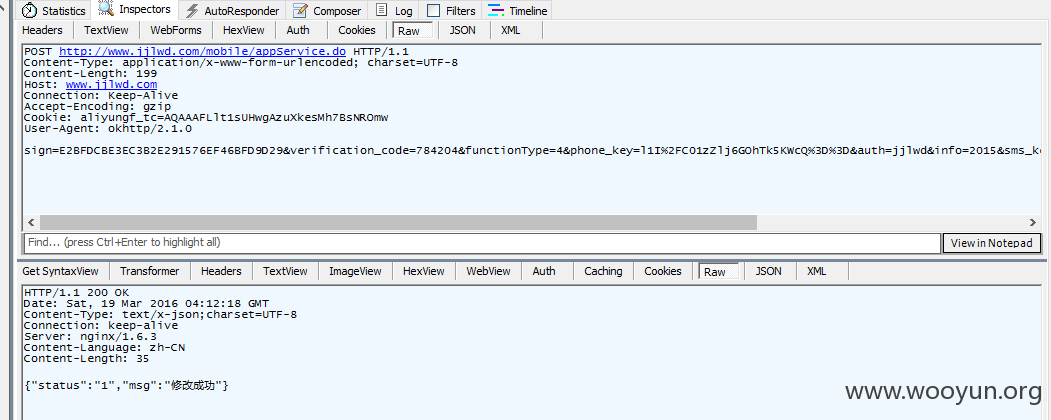 Statistics Inspectors AutoResponder Composer Log Filters Timeline
Headers TextView WebForms HexView Auth Cookies Raw JSON XML
POST http://www.jjlwd.com/mobile/appService.do HTTP/1.1
Content-Type: application/x-www-form-urlencoded; charset=UTF-8
Content-Length: 199
Host: www.jjlwd.com
Connection: Keep-Alive
Accept-Encoding: gzip
Cookie: aliyungf_tc=AQAAAFLlt1sUHwgAzuXkesMh7BsNROmw
User-Agent: okhttp/2.1.0
sign=E2BFDCBE3EC3B2E291576EF46BFD9D29&verification_code=784204&functionType=4&phone_key=l1I%2FC01zZlj6GOhTk5KWcQ%3D%3D&auth=jjlwd&info=2015&sms_k
Find... (press Ctrl+Enter to highlight all) View in Notepad
Get SyntaxView Transformer Headers TextView ImageView HexView WebView Auth Caching Cookies Raw JSON XML
HTTP/1.1 200 OK
Date: Sat, 19 Mar 2016 04:12:18 GMT
Content-Type: text/x-json;charset=UTF-8
Connection: keep-alive
Server: nginx/1.6.3
Content-Language: zh-CN
Content-Length: 35
{"status":"1","msg":"修改成功"}
www.wooyun.org